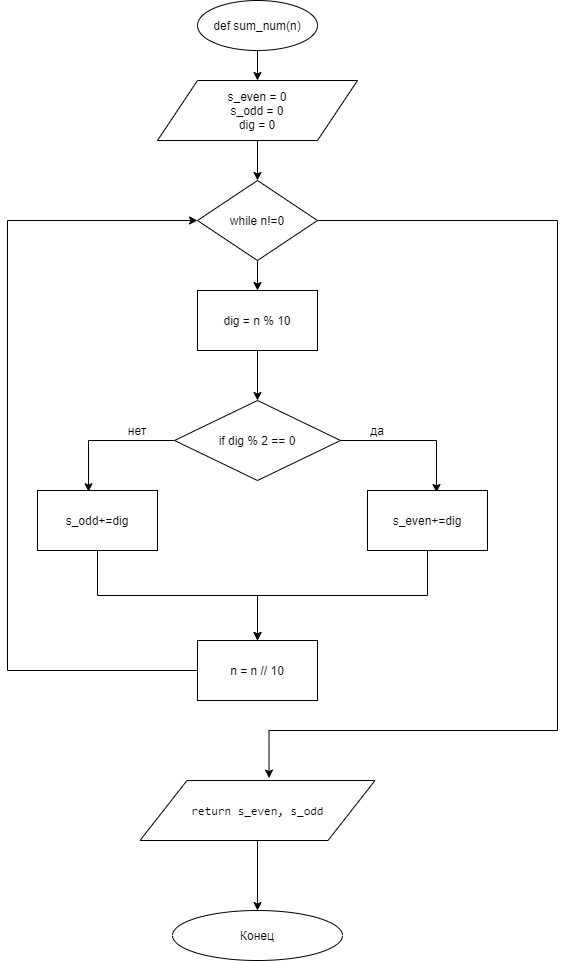 def sum_num(n)
s_even = 0
s_odd = 0
dig = 0
while n!=0
dig = n % 10
if dig % 2 == 0
нет
да
s_odd+=dig
s_even+=dig
n = n // 10
return s_even, s_odd
Конец